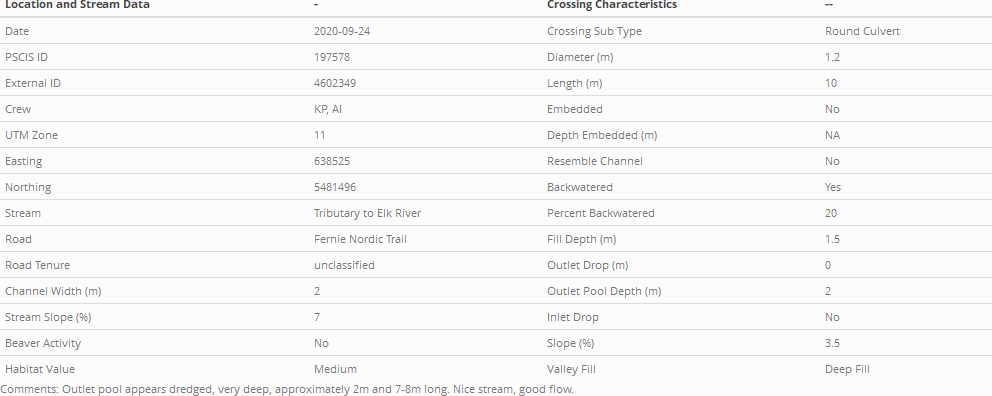 Location and Stream Data - Crossing Characteristics --
Date 2020-09-24 Crossing Sub Type Round Culvert
PSCIS ID 197578 Diameter (m) 1.2
External ID 4602349 Length (m) 10
Crew KP, AI Embedded No
UTM Zone 11 Depth Embedded (m) NA
Easting 638525 Resemble Channel No
Northing 5481496 Backwatered Yes
Stream Tributary to Elk River Percent Backwatered 20
Road Fernie Nordic Trail Fill Depth (m) 1.5
Road Tenure unclassified Outlet Drop (m) 0
Channel Width (m) 2 Outlet Pool Depth (m) 2
Stream Slope (%) 7 Inlet Drop No
Beaver Activity No Slope (%) 3.5
Habitat Value Medium Valley Fill Deep Fill
Comments: Outlet pool appears dredged, very deep, approximately 2m and 7-8m long. Nice stream, good flow.